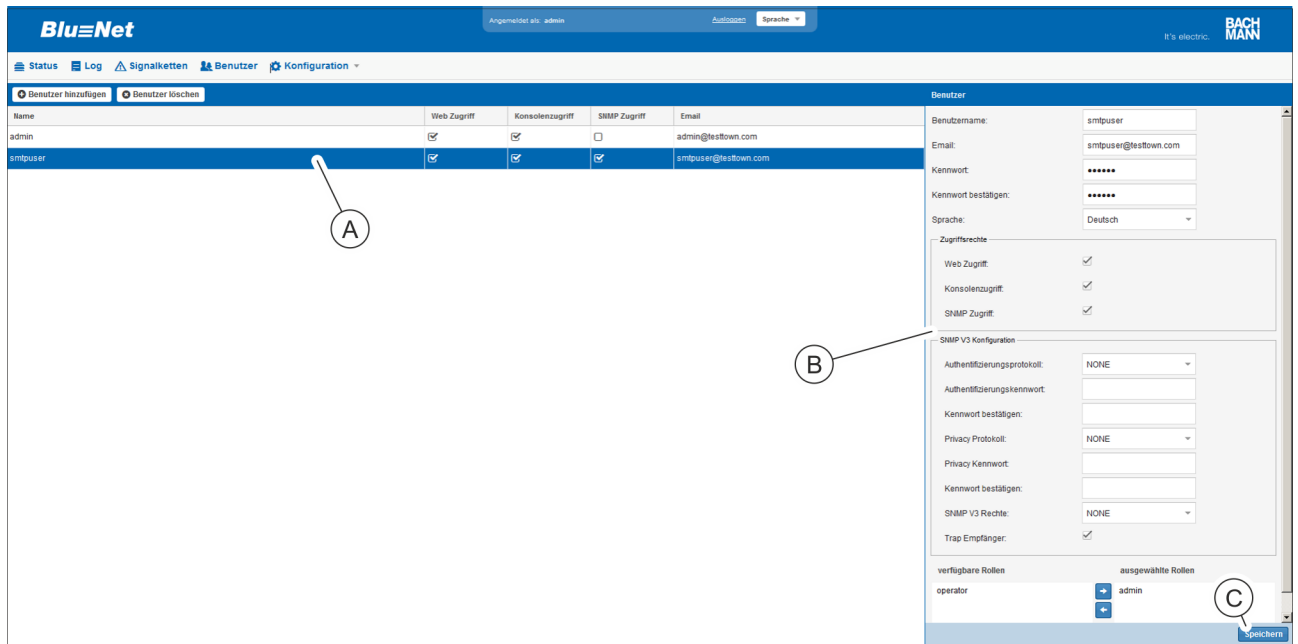 Blu≡Net
Angemeldet als: admin
Ausloggen
Sprache
It's electric.
BACH
MANN
Status Log Signalketten Benutzer Konfiguration
Benutzer hinzufügen Benutzer löschen
Benutzer
Name Web Zugriff Konsolenzugriff SNMP Zugriff Email
admin admin@testtown.com
smtpuser smtpuser@testtown.com
A
Benutzername: smtpuser
Email: smtpuser@testtown.com
Kennwort: ••••••
Kennwort bestätigen: ••••••
Sprache: Deutsch
Zugriffsrechte
Web Zugriff:
Konsolenzugriff:
SNMP Zugriff:
B
SNMP V3 Konfiguration
Authentifizierungsprotokoll: NONE
Authentifizierungskennwort:
Kennwort bestätigen:
Privacy Protokoll: NONE
Privacy Kennwort:
Kennwort bestätigen:
SNMP V3 Rechte: NONE
Trap Empfänger:
verfügbare Rollen ausgewählte Rollen
operator admin
C
speichern